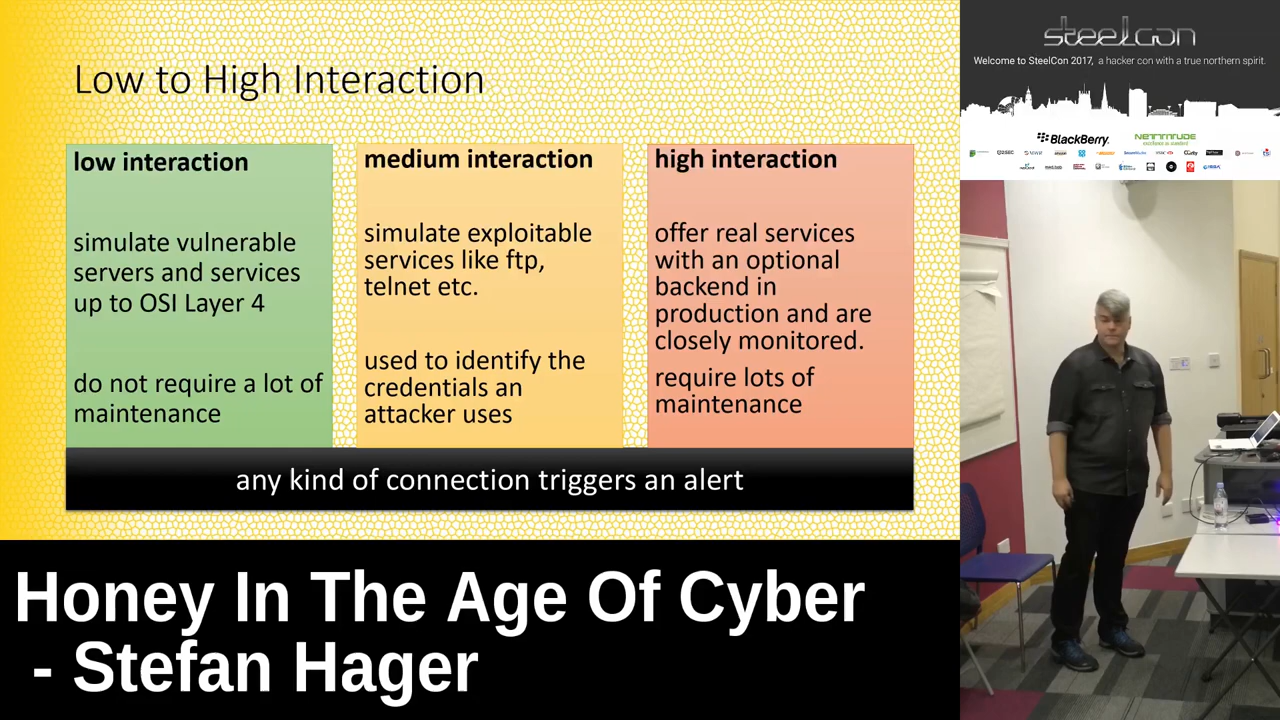 Low to High Interaction
low interaction
simulate vulnerable
servers and services
up to OSI Layer 4
do not require a lot of
maintenance
medium interaction
simulate exploitable
services like ftp,
telnet etc.
used to identify the
credentials an
attacker uses
high interaction
offer real services
with an optional
backend in
production and are
closely monitored.
require lots of
maintenance
any kind of connection triggers an alert
Honey In The Age Of Cyber
- Stefan Hager
steelcon
Welcome to SteelCon 2017, a hacker con with a true northern spirit.
BlackBerry
NETTITUDE